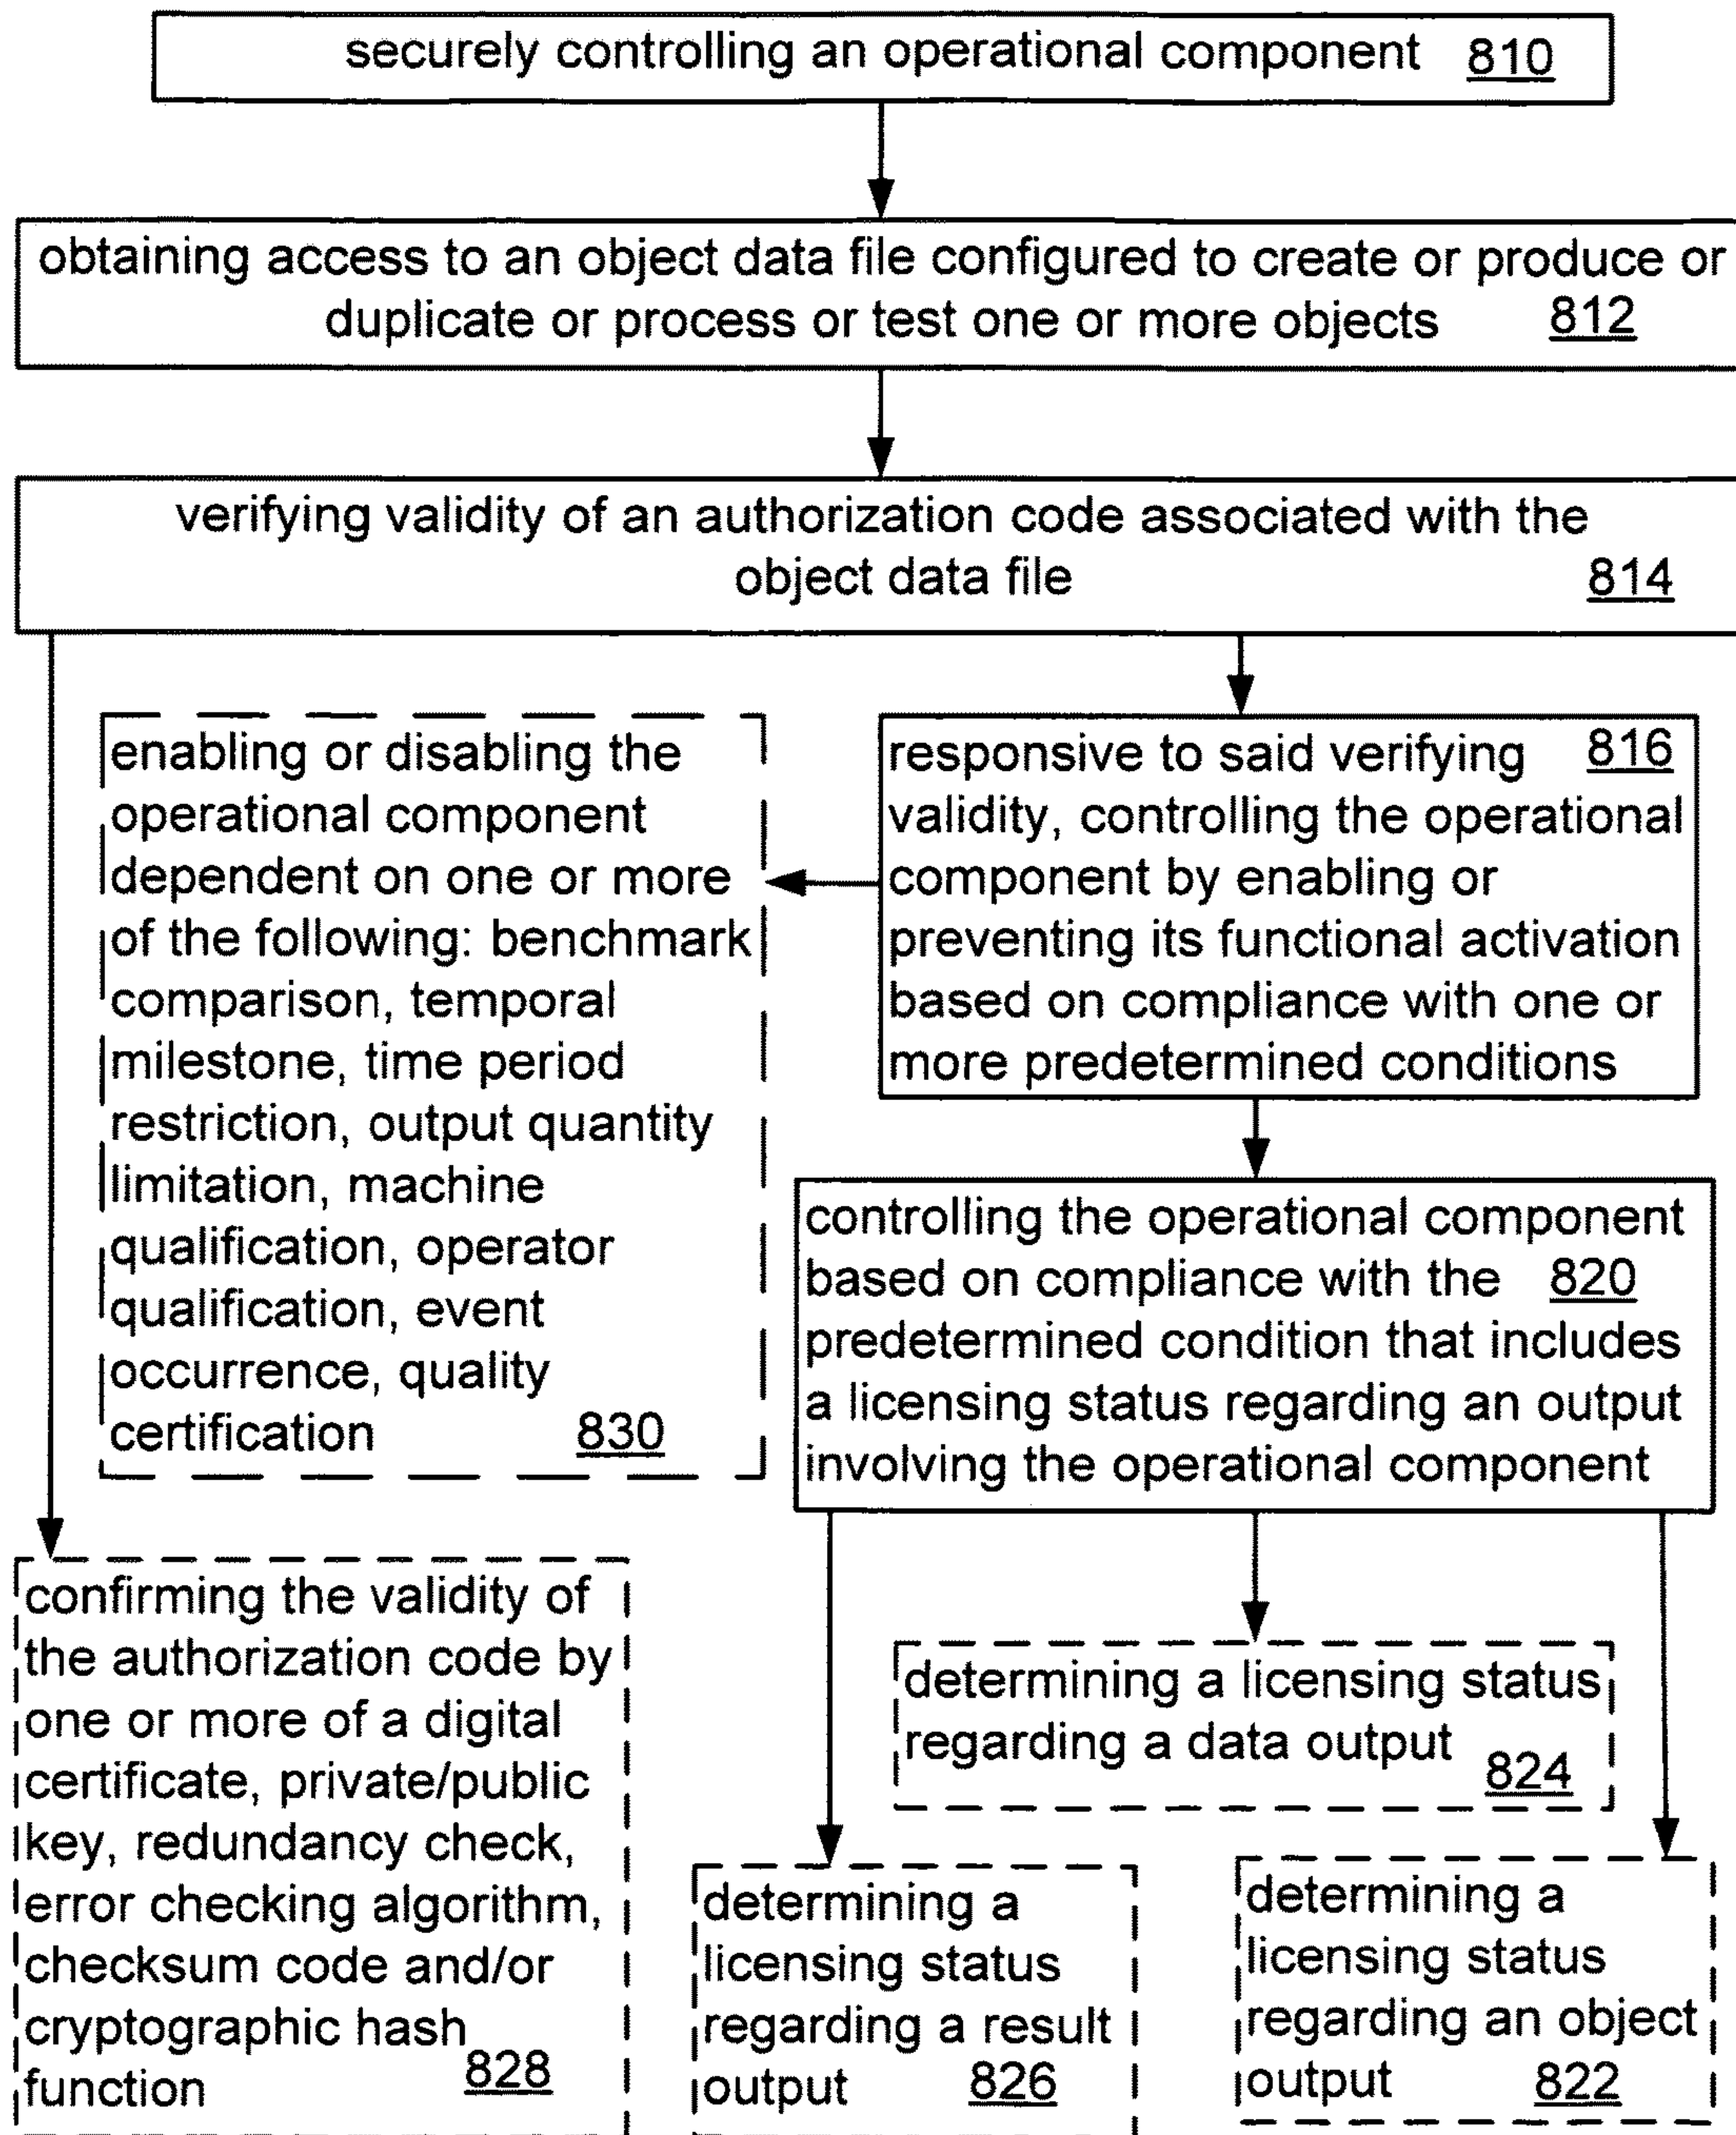 securely controlling an operational component 810
obtaining access to an object data file configured to create or produce or
duplicate or process or test one or more objects 812
verifying validity of an authorization code associated with the
object data file 814
enabling or disabling the
operational component
dependent on one or more
of the following: benchmark
comparison, temporal
milestone, time period
restriction, output quantity
limitation, machine
qualification, operator
qualification, event
occurrence, quality
certification 830
responsive to said verifying 816
validity, controlling the operational
component by enabling or
preventing its functional activation
based on compliance with one or
more predetermined conditions
controlling the operational component
based on compliance with the 820
predetermined condition that includes
a licensing status regarding an output
involving the operational component
confirming the validity of
the authorization code by
one or more of a digital
certificate, private/public
key, redundancy check,
error checking algorithm,
checksum code and/or
cryptographic hash
function 828
determining a licensing status
regarding a data output 824
determining a
licensing status
regarding a result
output 826
determining a
licensing status
regarding an object
output 822